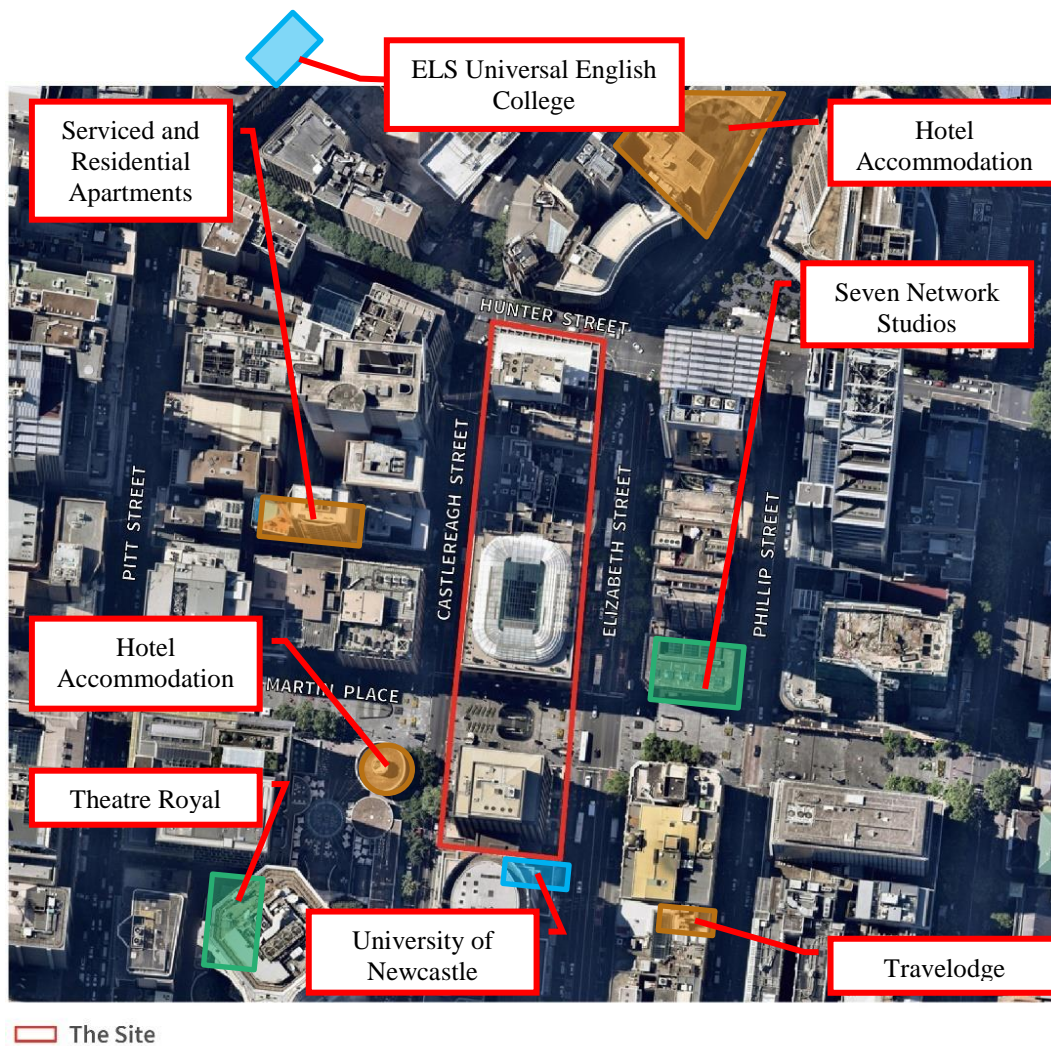 ELS Universal English
College
Serviced and
Residential
Apartments
Hotel
Accommodation
Seven Network
Studios
HUNTER STREET
CASTLEREAGH STREET
PITT STREET
ELIZABETH STREET
PHILLIP STREET
Hotel
Accommodation
MARTIN PLACE
Theatre Royal
University of
Newcastle
Travelodge
The Site